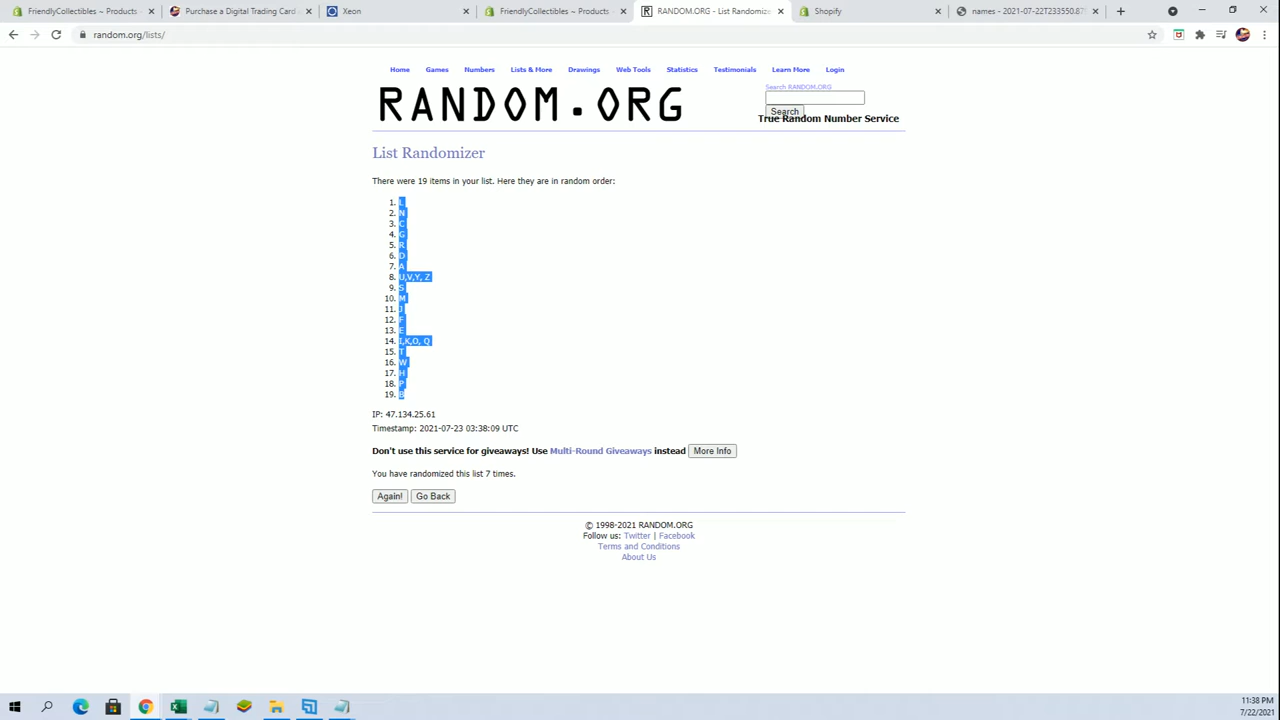 FriendlyCollectibles ~ Products
Purchase a Digital Trading Card
Xeon
FriendlyCollectibles ~ Products
RANDOM.ORG - List Randomizer
Shopify
names - 2021-07-22T233550.87
random.org/lists/
Home Games Numbers Lists & More Drawings Web Tools Statistics Testimonials Learn More Login
Search RANDOM.ORG
RANDOM.ORG
Search
True Random Number Service
List Randomizer
There were 19 items in your list. Here they are in random order:
1. L
2. N
3. C
4. G
5. R
6. D
7. A
8. U,V,Y, Z
9. S
10. M
11. J
12. F
13. E
14. I,K,O, Q
15. T
16. W
17. H
18. P
19. B
IP: 47.134.25.61
Timestamp: 2021-07-23 03:38:09 UTC
Don't use this service for giveaways! Use Multi-Round Giveaways instead More Info
You have randomized this list 7 times.
Again! Go Back
© 1998-2021 RANDOM.ORG
Follow us: Twitter | Facebook
Terms and Conditions
About Us
11:38 PM
7/22/2021